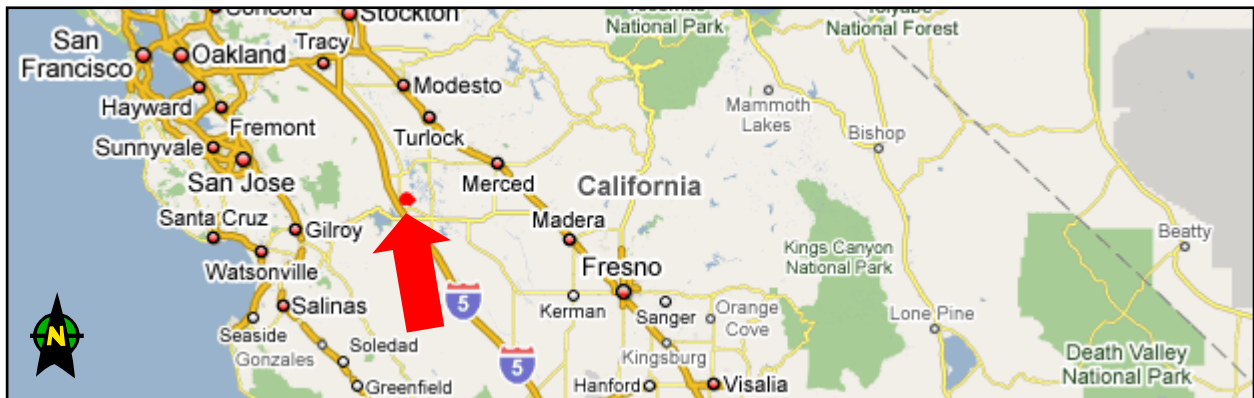 Concord
Stockton
Yosemite
National Park
Toiyabe
National Forest
San
Francisco
Oakland
Tracy
Hayward
Modesto
Mammoth
Lakes
Fremont
Turlock
Bishop
Sunnyvale
San Jose
Merced
California
Santa Cruz
Gilroy
Madera
Beatty
Kings Canyon
National Park
Watsonville
Fresno
Salinas
5
Kerman
Sanger
Orange
Cove
Lone Pine
N
Seaside
Gonzales
Soledad
Kingsburg
5
Death Valley
National Park
Greenfield
Hanford
Visalia